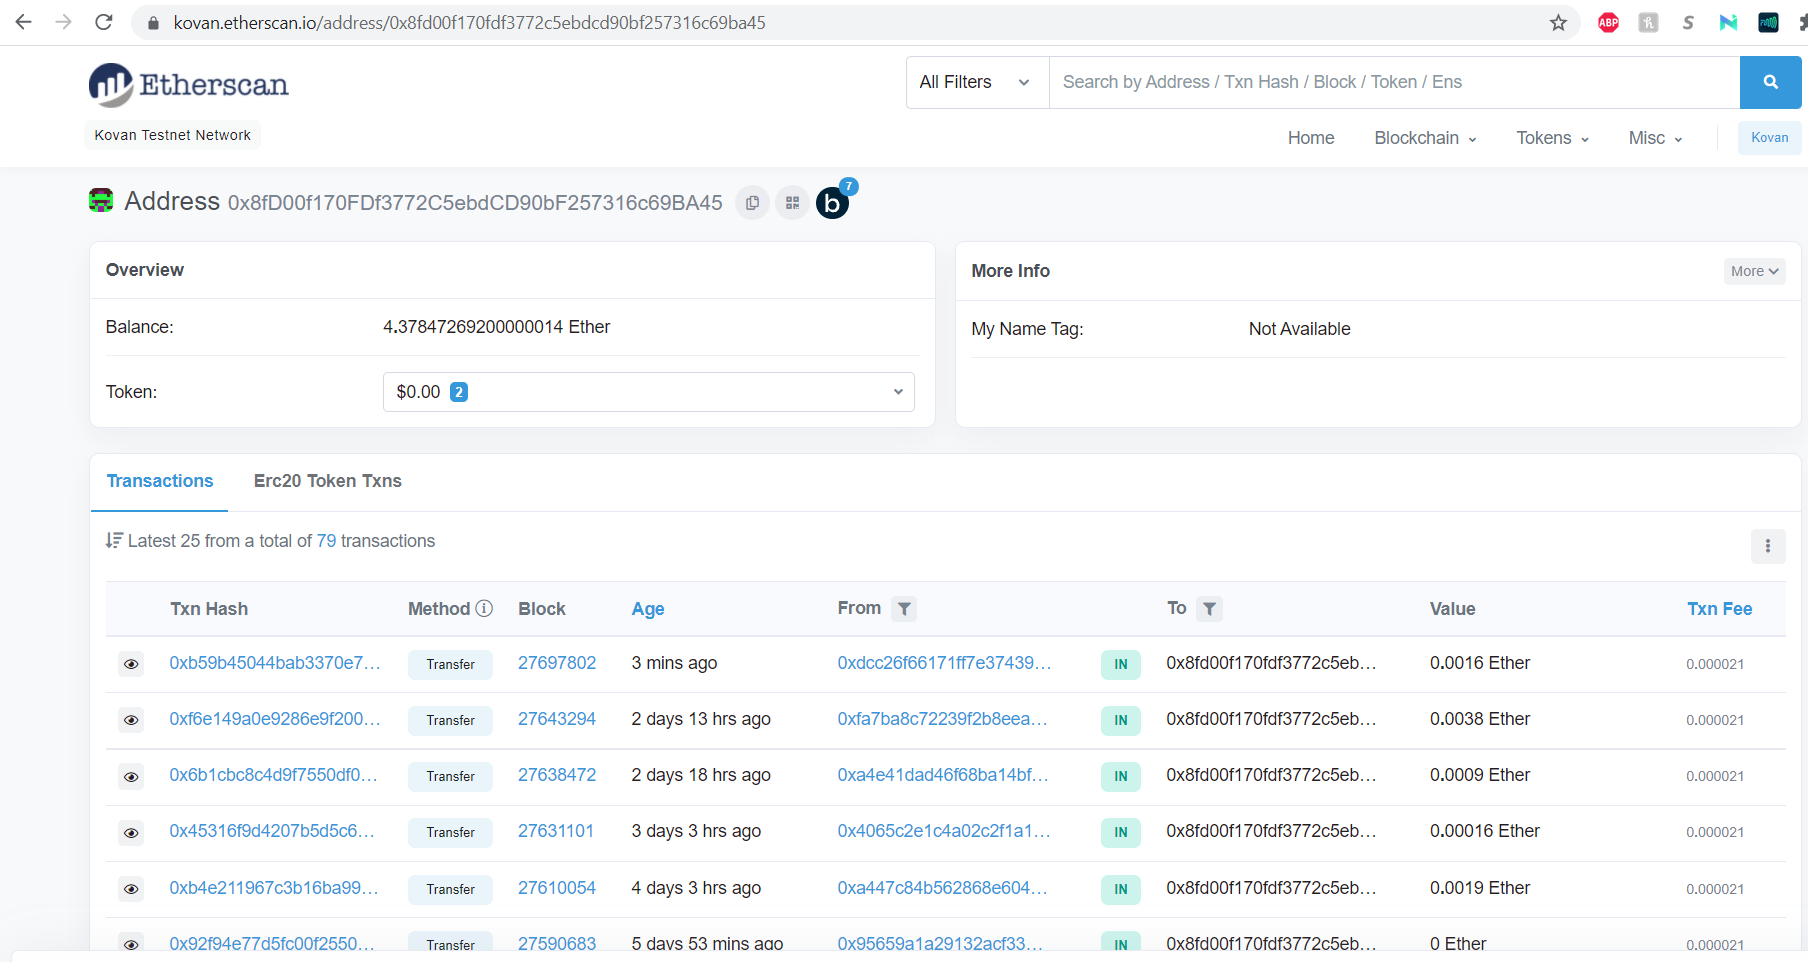 kovan.etherscan.io/address/0x8fd00f170fdf3772c5ebdcd90bf257316c69ba45
ABP
Etherscan
All Filters
Search by Address / Txn Hash / Block / Token / Ens
Kovan Testnet Network
Home Blockchain Tokens Misc Kovan
Address 0x8fD00f170FDf3772C5ebdCD90bF257316c69BA45 b 7
Overview
Balance: 4.37847269200000014 Ether
Token: $0.00 2
More Info More
My Name Tag: Not Available
Transactions Erc20 Token Txns
Latest 25 from a total of 79 transactions
Txn Hash Method Block Age From To Value Txn Fee
0xb59b45044bab3370e7... Transfer 27697802 3 mins ago 0xdcc26f66171ff7e37439... IN 0x8fd00f170fdf3772c5eb... 0.0016 Ether 0.000021
0xf6e149a0e9286e9f200... Transfer 27643294 2 days 13 hrs ago 0xfa7ba8c72239f2b8eea... IN 0x8fd00f170fdf3772c5eb... 0.0038 Ether 0.000021
0x6b1cbc8c4d9f7550df0... Transfer 27638472 2 days 18 hrs ago 0xa4e41dad46f68ba14bf... IN 0x8fd00f170fdf3772c5eb... 0.0009 Ether 0.000021
0x45316f9d4207b5d5c6... Transfer 27631101 3 days 3 hrs ago 0x4065c2e1c4a02c2f1a1... IN 0x8fd00f170fdf3772c5eb... 0.00016 Ether 0.000021
0xb4e211967c3b16ba99... Transfer 27610054 4 days 3 hrs ago 0xa447c84b562868e604... IN 0x8fd00f170fdf3772c5eb... 0.0019 Ether 0.000021
0x92f94e77d5fc00f2550... Transfer 27590683 5 days 53 mins ago 0x95659a1a29132acf33... IN 0x8fd00f170fdf3772c5eb... 0 Ether 0.000021